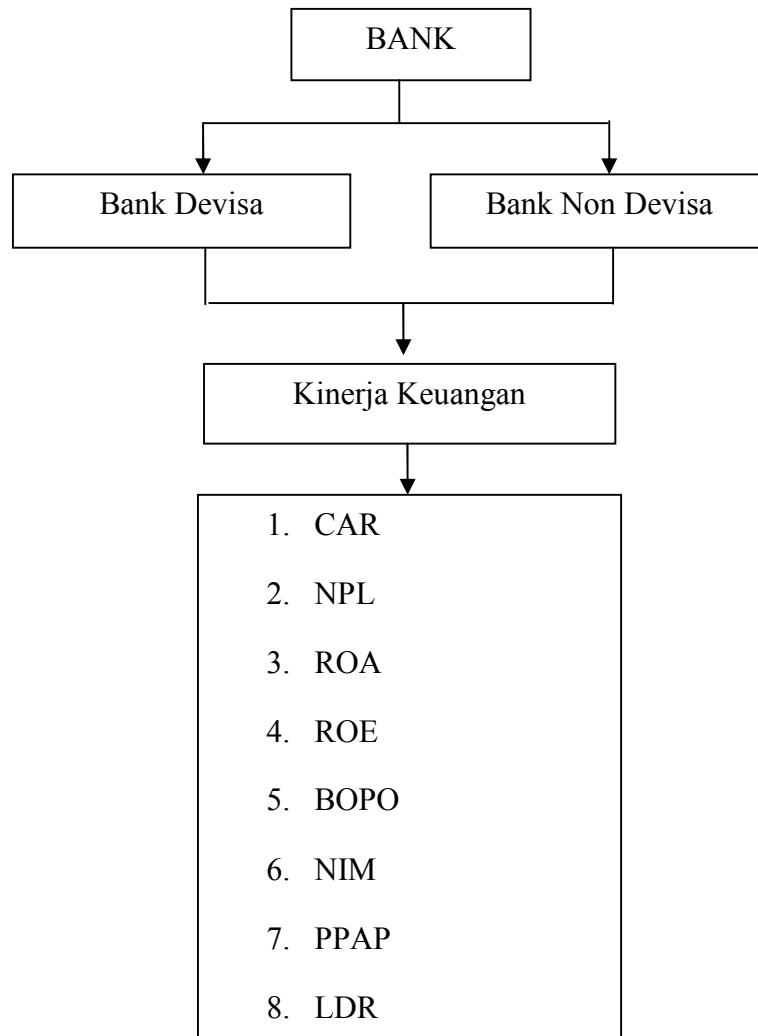 BANK
Bank Devisa
Bank Non Devisa
Kinerja Keuangan
1. CAR
2. NPL
3. ROA
4. ROE
5. BOPO
6. NIM
7. PPAP
8. LDR